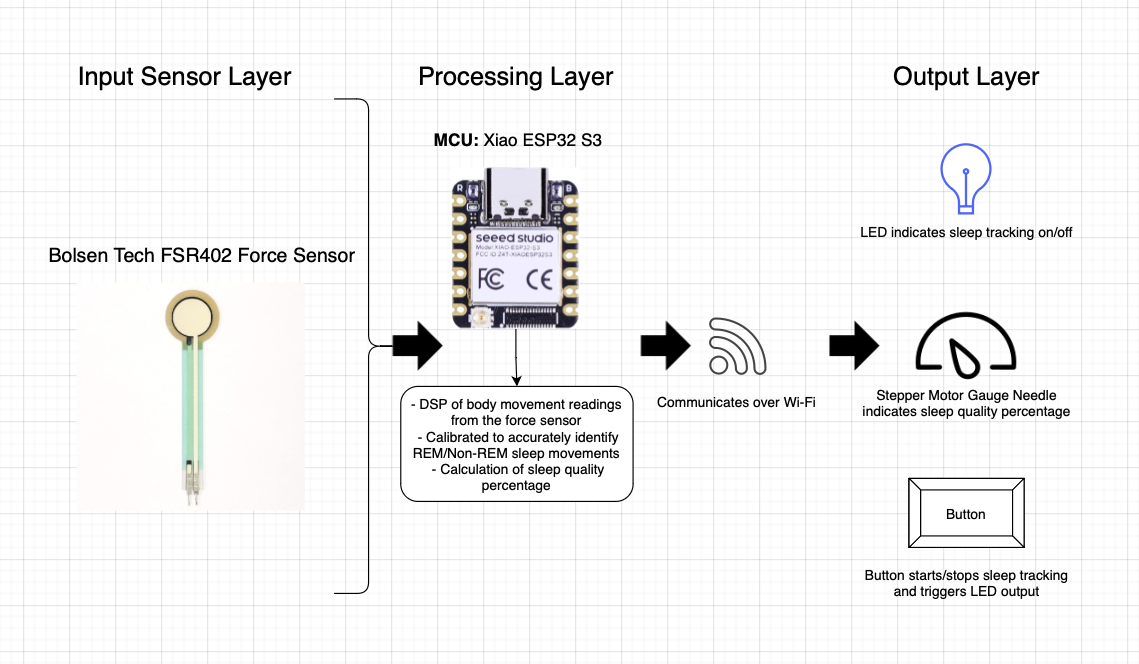 Input Sensor Layer
Processing Layer
Output Layer
MCU: Xiao ESP32 S3
R
B
seeed studio
Model:XIAO-ESP32-S3
FCC ID Z4T-XIAOESP32S3
FC CE
LED indicates sleep tracking on/off
Bolsen Tech FSR402 Force Sensor
Communicates over Wi-Fi
Stepper Motor Gauge Needle
indicates sleep quality percentage
- DSP of body movement readings
from the force sensor
- Calibrated to accurately identify
REM/Non-REM sleep movements
- Calculation of sleep quality
percentage
Button
Button starts/stops sleep tracking
and triggers LED output